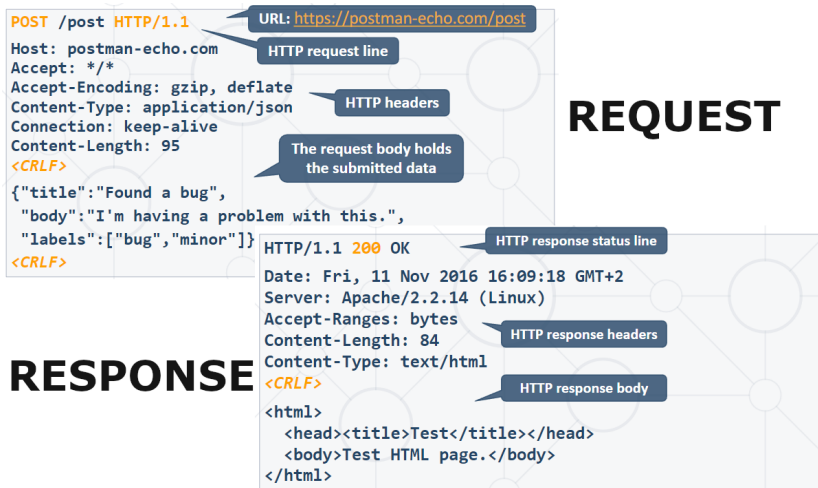 POST /post HTTP/1.1
URL: https://postman-echo.com/post
HTTP request line
Host: postman-echo.com
Accept: */*
Accept-Encoding: gzip, deflate
Content-Type: application/json
Connection: keep-alive
Content-Length: 95
<CRLF>
HTTP headers
REQUEST
The request body holds
the submitted data
{"title":"Found a bug",
"body":"I'm having a problem with this.",
"labels":["bug","minor"]}
<CRLF>
HTTP/1.1 200 OK
HTTP response status line
Date: Fri, 11 Nov 2016 16:09:18 GMT+2
Server: Apache/2.2.14 (Linux)
Accept-Ranges: bytes
Content-Length: 84
Content-Type: text/html
<CRLF>
HTTP response headers
RESPONSE
HTTP response body
<html>
<head><title>Test</title></head>
<body>Test HTML page.</body>
</html>